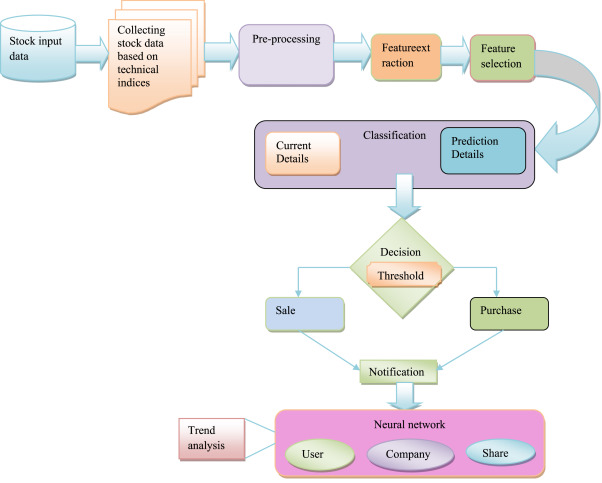 Stock input
data
Collecting
stock data
based on
technical
indices
Pre-processing
Featureext
raction
Feature
selection
Classification
Current
Details
Prediction
Details
Decision
Threshold
Sale
Purchase
Notification
Neural network
Trend
analysis
User
Company
Share